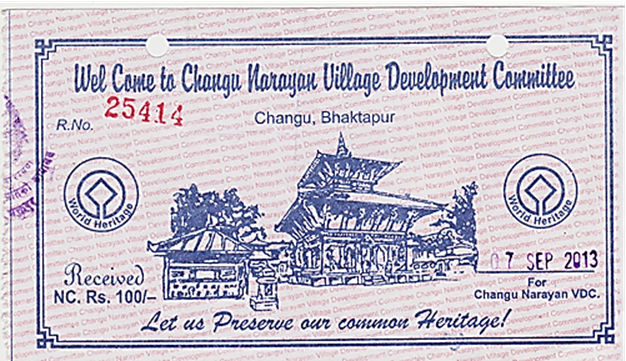 Wel Come to Changu Narayan Village Development Committee
R.No. 25414
Changu, Bhaktapur
World Heritage
World Heritage
07 SEP 2013
Received
NC. Rs. 100/–
For
Changu Narayan VDC.
Let us Preserve our common Heritage!